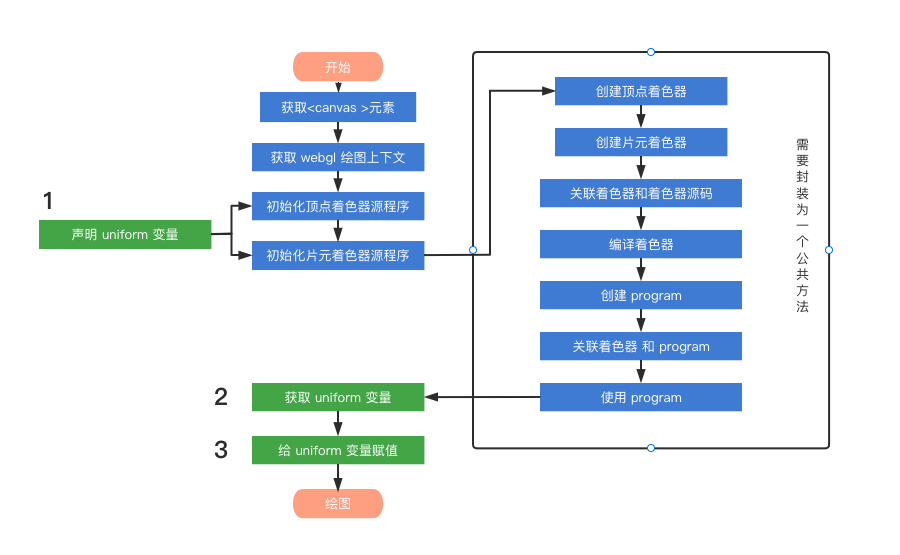 开始
获取<canvas >元素
获取 webgl 绘图上下文
1
声明 uniform 变量
初始化顶点着色器源程序
初始化片元着色器源程序
创建顶点着色器
创建片元着色器
关联着色器和着色器源码
编译着色器
创建 program
关联着色器 和 program
使用 program
需要封装为一个公共方法
2
获取 uniform 变量
3
给 uniform 变量赋值
绘图